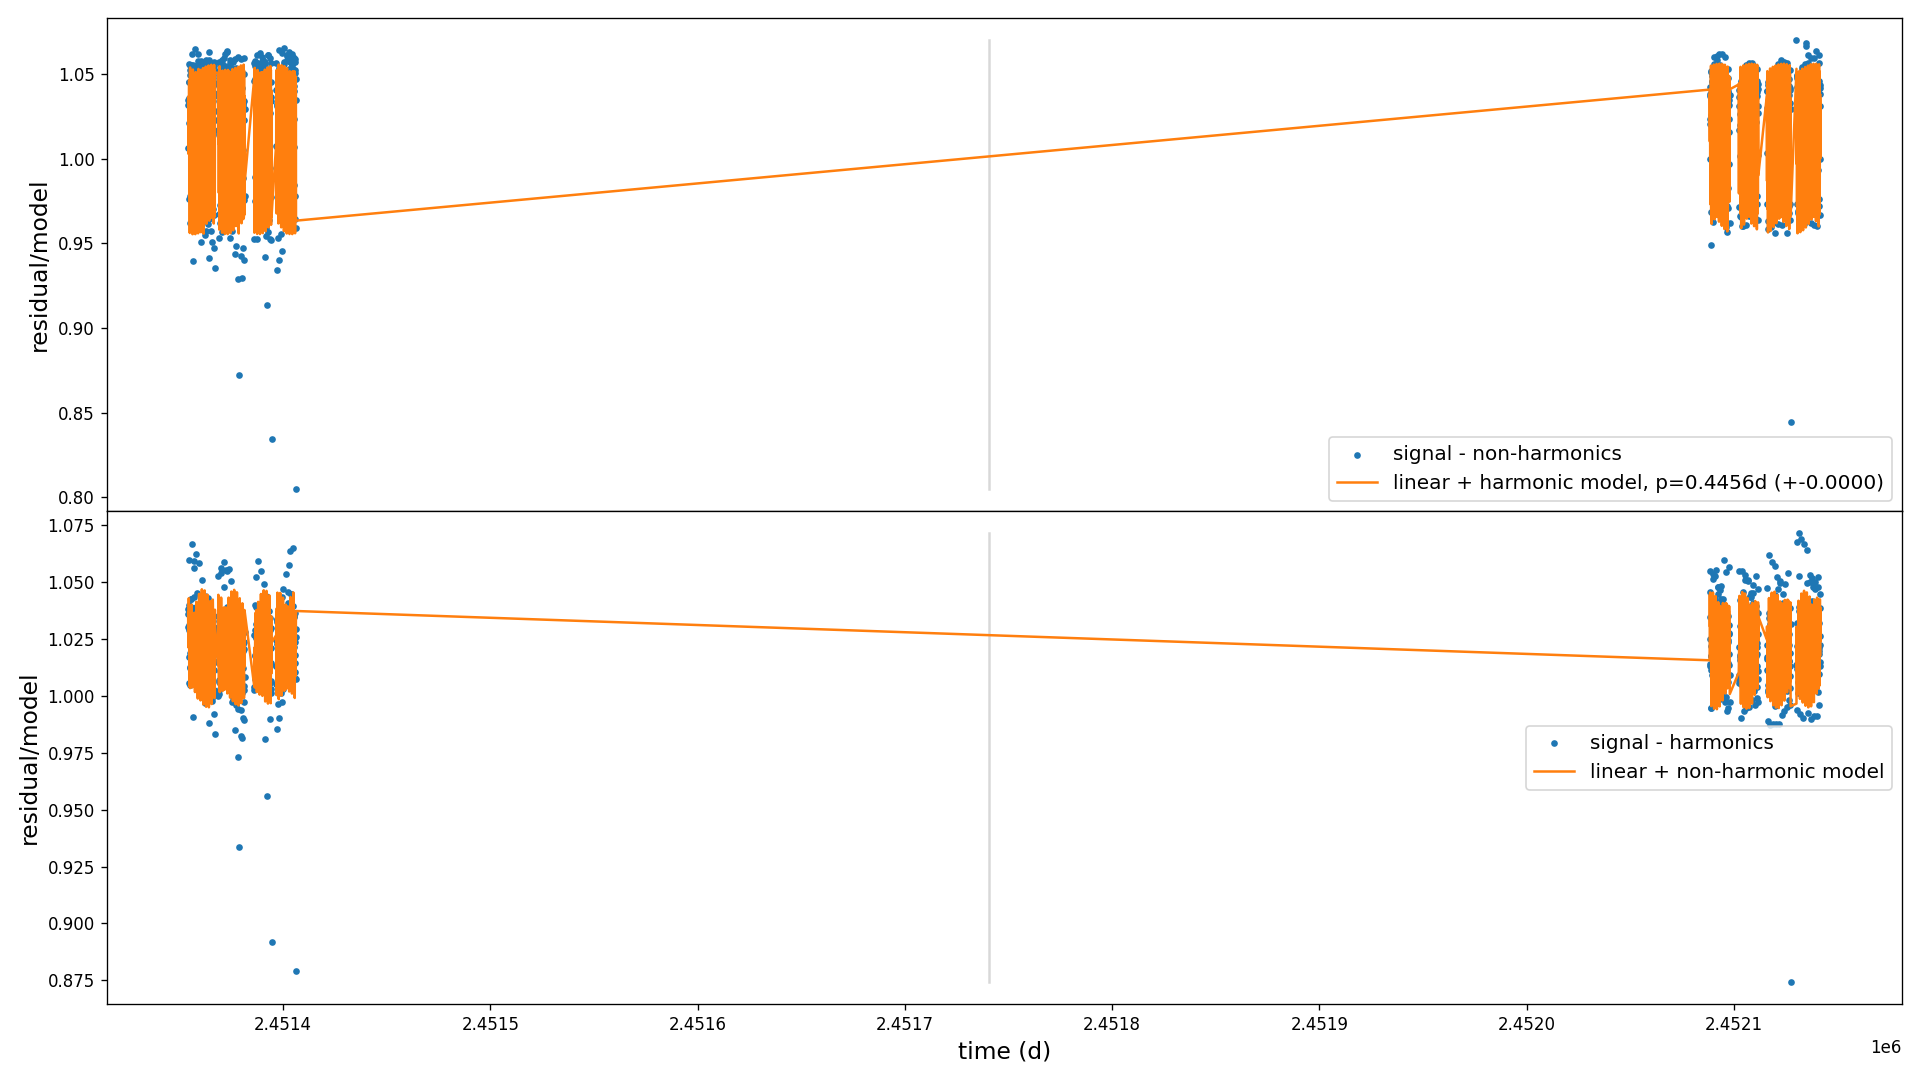 residual/model
1.05
1.00
0.95
0.90
0.85
0.80
signal - non-harmonics
linear + harmonic model, p=0.4456d (+-0.0000)
residual/model
1.075
1.050
1.025
1.000
0.975
0.950
0.925
0.900
0.875
signal - harmonics
linear + non-harmonic model
2.4514 2.4515 2.4516 2.4517 2.4518 2.4519 2.4520 2.4521
time (d)
1e6